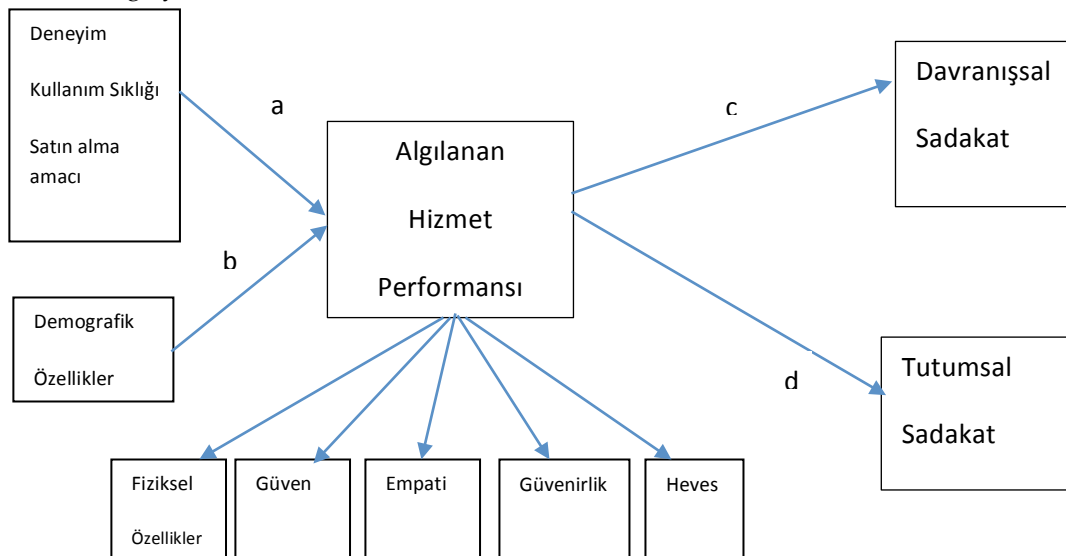 Deneyim
Kullanım Sıklığı
Satın alma
amacı
a
b
Demografik
Özellikler
Algılanan
Hizmet
Performansı
c
d
Davranışsal
Sadakat
Tutumsal
Sadakat
Fiziksel
Özellikler
Güven
Empati
Güvenirlik
Heves